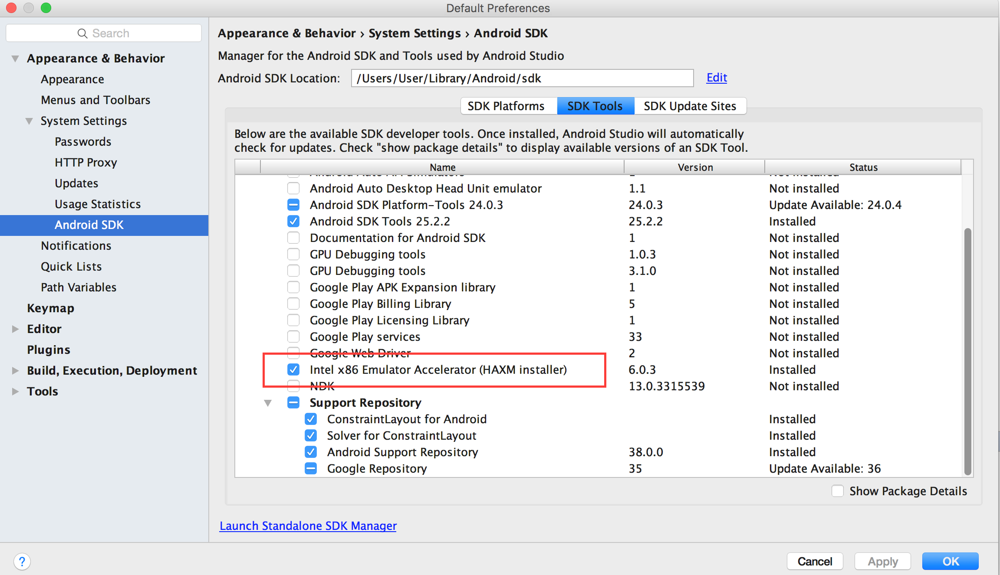 Default Preferences
Search
Appearance & Behavior
Appearance
Menus and Toolbars
System Settings
Passwords
HTTP Proxy
Updates
Usage Statistics
Android SDK
Notifications
Quick Lists
Path Variables
Keymap
Editor
Plugins
Build, Execution, Deployment
Tools
Appearance & Behavior › System Settings › Android SDK
Manager for the Android SDK and Tools used by Android Studio
Android SDK Location: /Users/User/Library/Android/sdk Edit
SDK Platforms SDK Tools SDK Update Sites
Below are the available SDK developer tools. Once installed, Android Studio will automatically
check for updates. Check "show package details" to display available versions of an SDK Tool.
Name Version Status
Android Auto API Simulators 1 Not installed
Android Auto Desktop Head Unit emulator 1.1 Not installed
Android SDK Platform-Tools 24.0.3 24.0.3 Update Available: 24.0.4
Android SDK Tools 25.2.2 25.2.2 Installed
Documentation for Android SDK 1 Not installed
GPU Debugging tools 1.0.3 Not installed
GPU Debugging tools 3.1.0 Not installed
Google Play APK Expansion library 1 Not installed
Google Play Billing Library 5 Not installed
Google Play Licensing Library 1 Not installed
Google Play services 33 Not installed
Google Web Driver 2 Not installed
Intel x86 Emulator Accelerator (HAXM installer) 6.0.3 Installed
NDK 13.0.3315539 Not installed
Support Repository
ConstraintLayout for Android Installed
Solver for ConstraintLayout Installed
Android Support Repository 38.0.0 Installed
Google Repository 35 Update Available: 36
Show Package Details
Launch Standalone SDK Manager
?
Cancel Apply OK